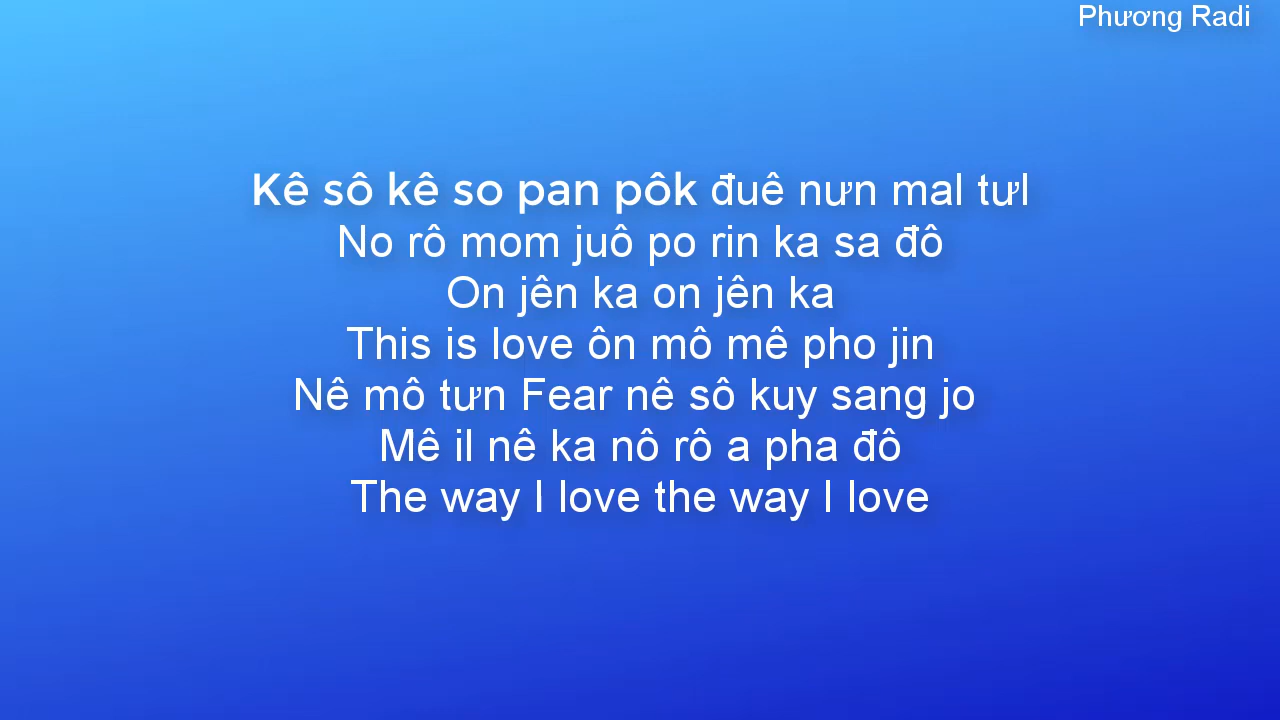 Phương Radi
Kê sô kê so pan pôk đuê nưn mal tưl
No rô mom juô po rin ka sa đô
On jên ka on jên ka
This is love ôn mô mê pho jin
Nê mô tưn Fear nê sô kuy sang jo
Mê il nê ka nô rô a pha đô
The way I love the way I love